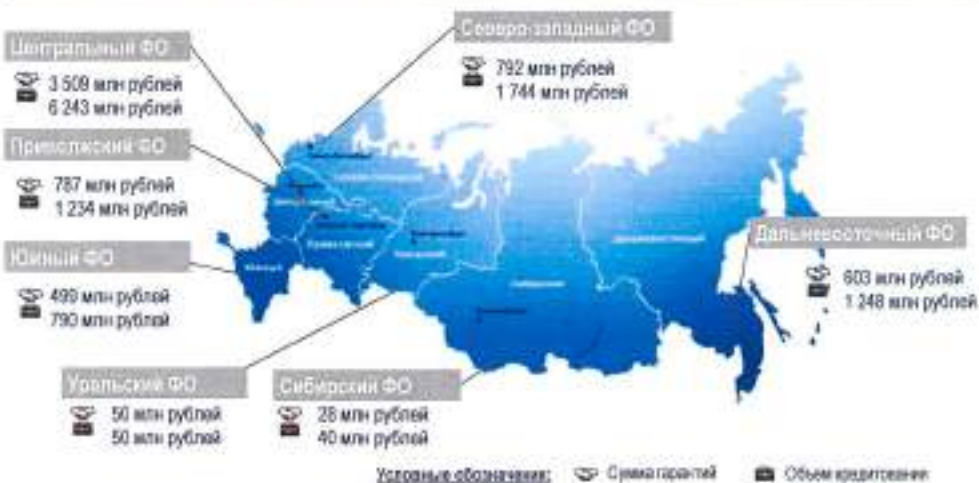 Северо-западный ФО
792 млн рублей
1 744 млн рублей
Центральный ФО
3 509 млн рублей
6 243 млн рублей
Приволжский ФО
787 млн рублей
1 234 млн рублей
Южный ФО
499 млн рублей
790 млн рублей
Дальневосточный ФО
603 млн рублей
1 248 млн рублей
Уральский ФО
50 млн рублей
50 млн рублей
Сибирский ФО
28 млн рублей
40 млн рублей
Условные обозначения: Сумма гарантий Объем кредитования